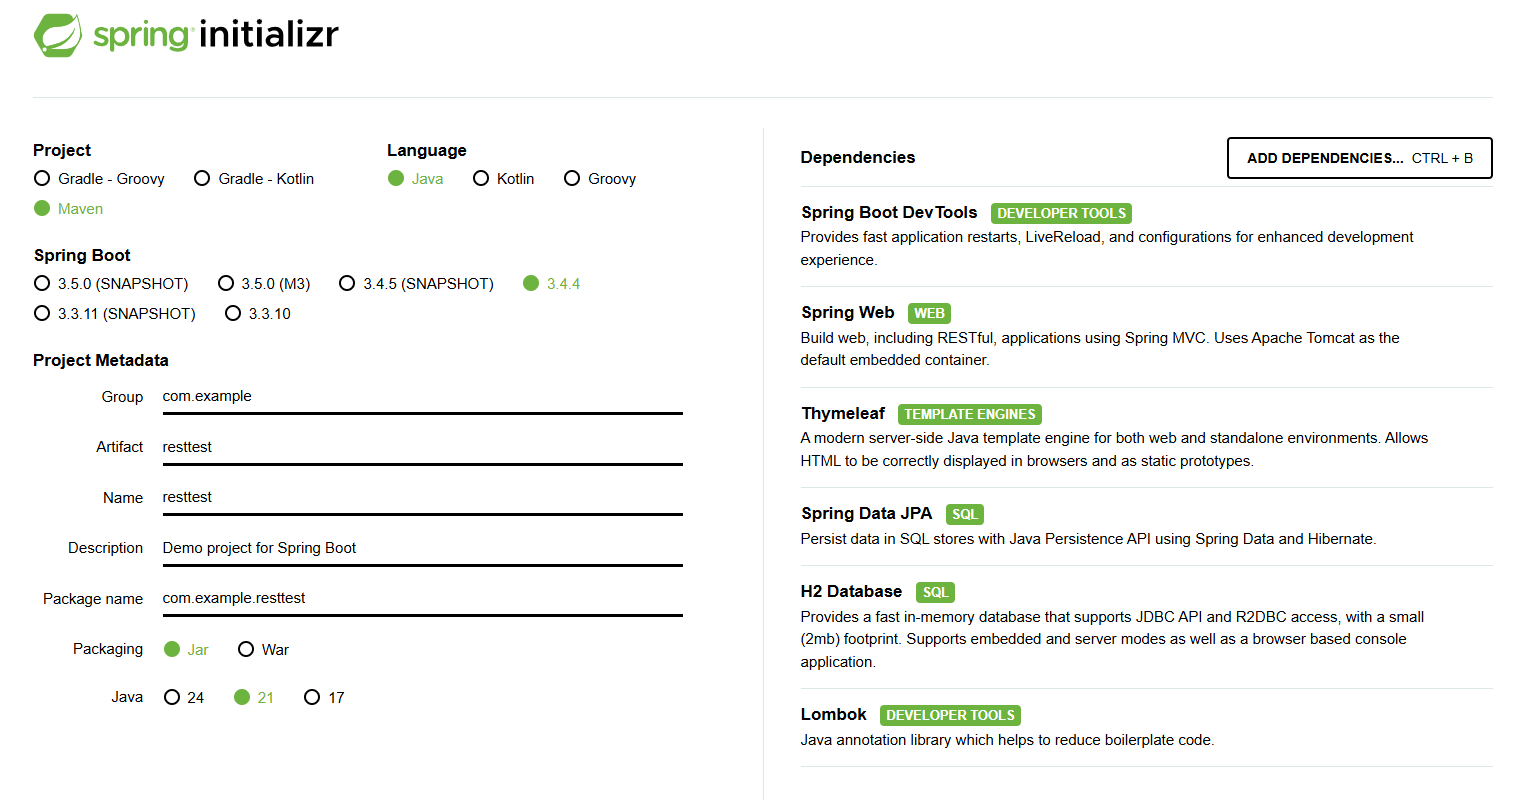 spring initializr
Project
Gradle - Groovy Gradle - Kotlin
Maven
Language
Java Kotlin Groovy
Spring Boot
3.5.0 (SNAPSHOT) 3.5.0 (M3) 3.4.5 (SNAPSHOT) 3.4.4
3.3.11 (SNAPSHOT) 3.3.10
Project Metadata
Group com.example
Artifact resttest
Name resttest
Description Demo project for Spring Boot
Package name com.example.resttest
Packaging Jar War
Java 24 21 17
Dependencies
ADD DEPENDENCIES... CTRL + B
Spring Boot DevTools DEVELOPER TOOLS
Provides fast application restarts, LiveReload, and configurations for enhanced development
experience.
Spring Web WEB
Build web, including RESTful, applications using Spring MVC. Uses Apache Tomcat as the
default embedded container.
Thymeleaf TEMPLATE ENGINES
A modern server-side Java template engine for both web and standalone environments. Allows
HTML to be correctly displayed in browsers and as static prototypes.
Spring Data JPA SQL
Persist data in SQL stores with Java Persistence API using Spring Data and Hibernate.
H2 Database SQL
Provides a fast in-memory database that supports JDBC API and R2DBC access, with a small
(2mb) footprint. Supports embedded and server modes as well as a browser based console
application.
Lombok DEVELOPER TOOLS
Java annotation library which helps to reduce boilerplate code.